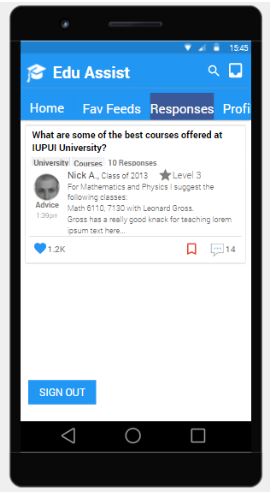 15:45
Edu Assist
Home Fav Feeds Responses Profi
What are some of the best courses offered at
IUPUI University?
University Courses 10 Responses
Nick A., Class of 2013 Level 3
For Mathematics and Physics I suggest the
following classes:
Advice
Math 6110, 7130 with Leonard Gross.
1:39pm
Gross has a really good knack for teaching lorem
ipsum text here...
1.2K 14
SIGN OUT